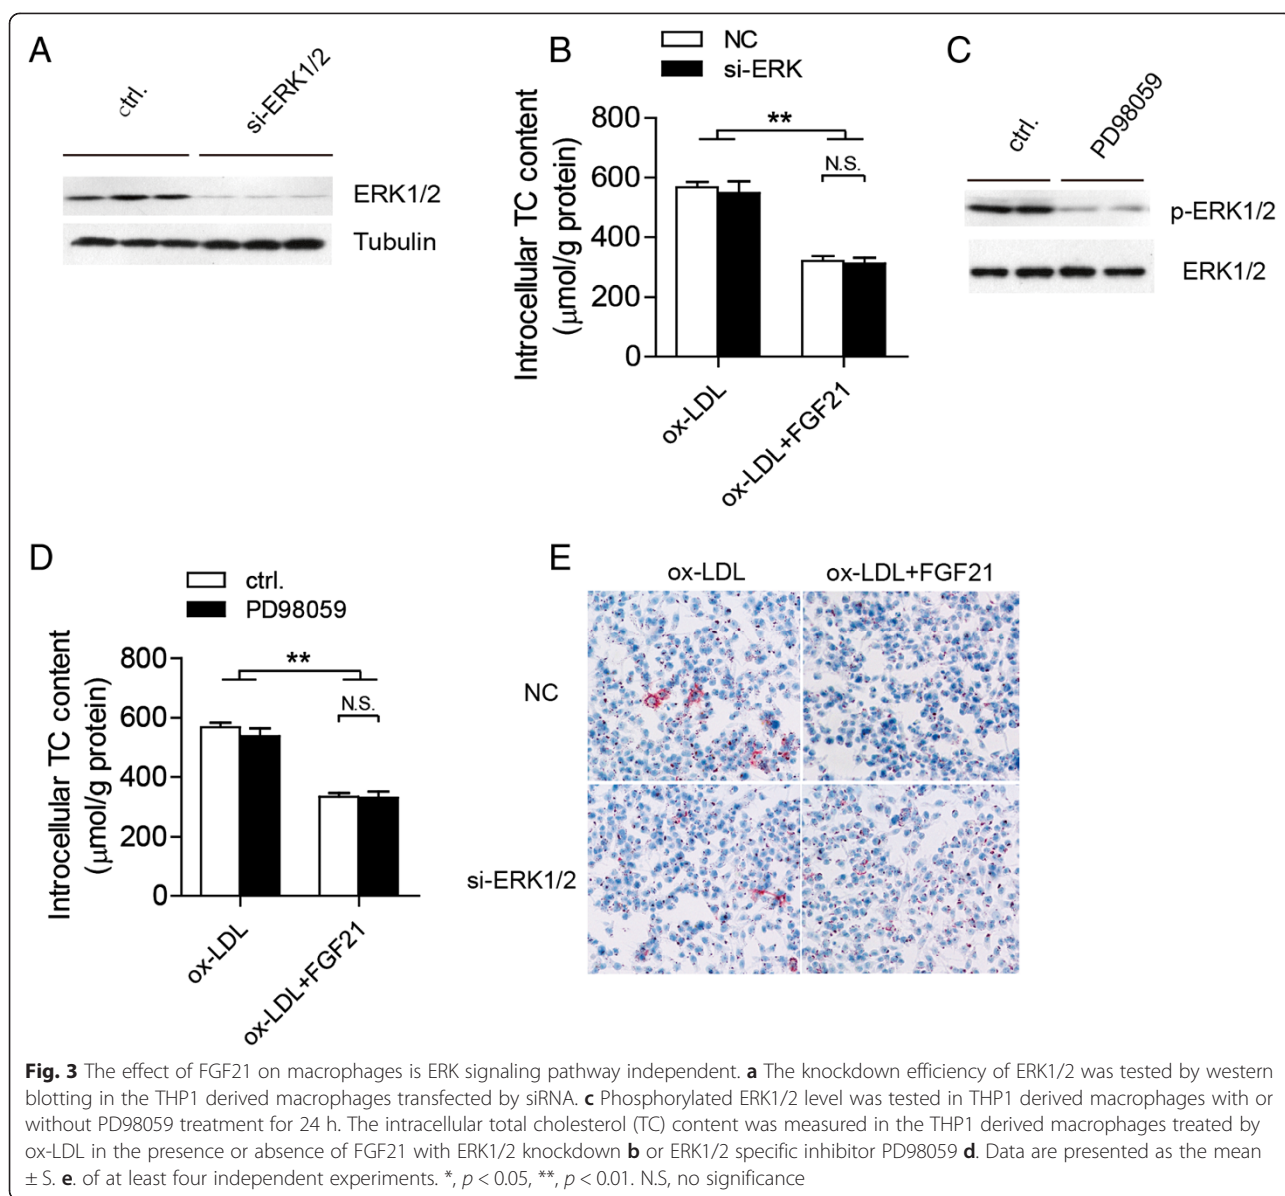 A
ctrl.
si-ERK1/2
ERK1/2
Tubulin
B
NC
si-ERK
Introcellular TC content
(μmol/g protein)
800
600
400
200
0
**
N.S.
ox-LDL
ox-LDL+FGF21
C
ctrl.
PD98059
p-ERK1/2
ERK1/2
D
ctrl.
PD98059
Introcellular TC content
(μmol/g protein)
800
600
400
200
0
**
N.S.
ox-LDL
ox-LDL+FGF21
E
ox-LDL
ox-LDL+FGF21
NC
si-ERK1/2
Fig. 3 The effect of FGF21 on macrophages is ERK signaling pathway independent. a The knockdown efficiency of ERK1/2 was tested by western
blotting in the THP1 derived macrophages transfected by siRNA. c Phosphorylated ERK1/2 level was tested in THP1 derived macrophages with or
without PD98059 treatment for 24 h. The intracellular total cholesterol (TC) content was measured in the THP1 derived macrophages treated by
ox-LDL in the presence or absence of FGF21 with ERK1/2 knockdown b or ERK1/2 specific inhibitor PD98059 d. Data are presented as the mean
± S. e. of at least four independent experiments. *, p < 0.05, **, p < 0.01. N.S, no significance